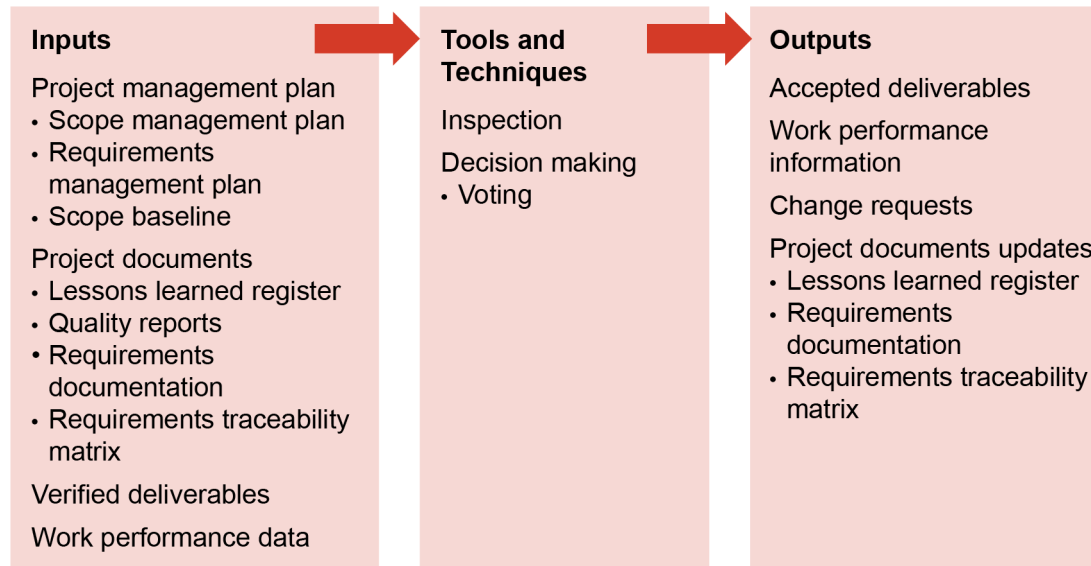 Inputs
Project management plan
• Scope management plan
• Requirements
management plan
• Scope baseline
Project documents
• Lessons learned register
• Quality reports
• Requirements
documentation
• Requirements traceability
matrix
Verified deliverables
Work performance data
Tools and
Techniques
Inspection
Decision making
• Voting
Outputs
Accepted deliverables
Work performance
information
Change requests
Project documents updates
• Lessons learned register
• Requirements
documentation
• Requirements traceability
matrix